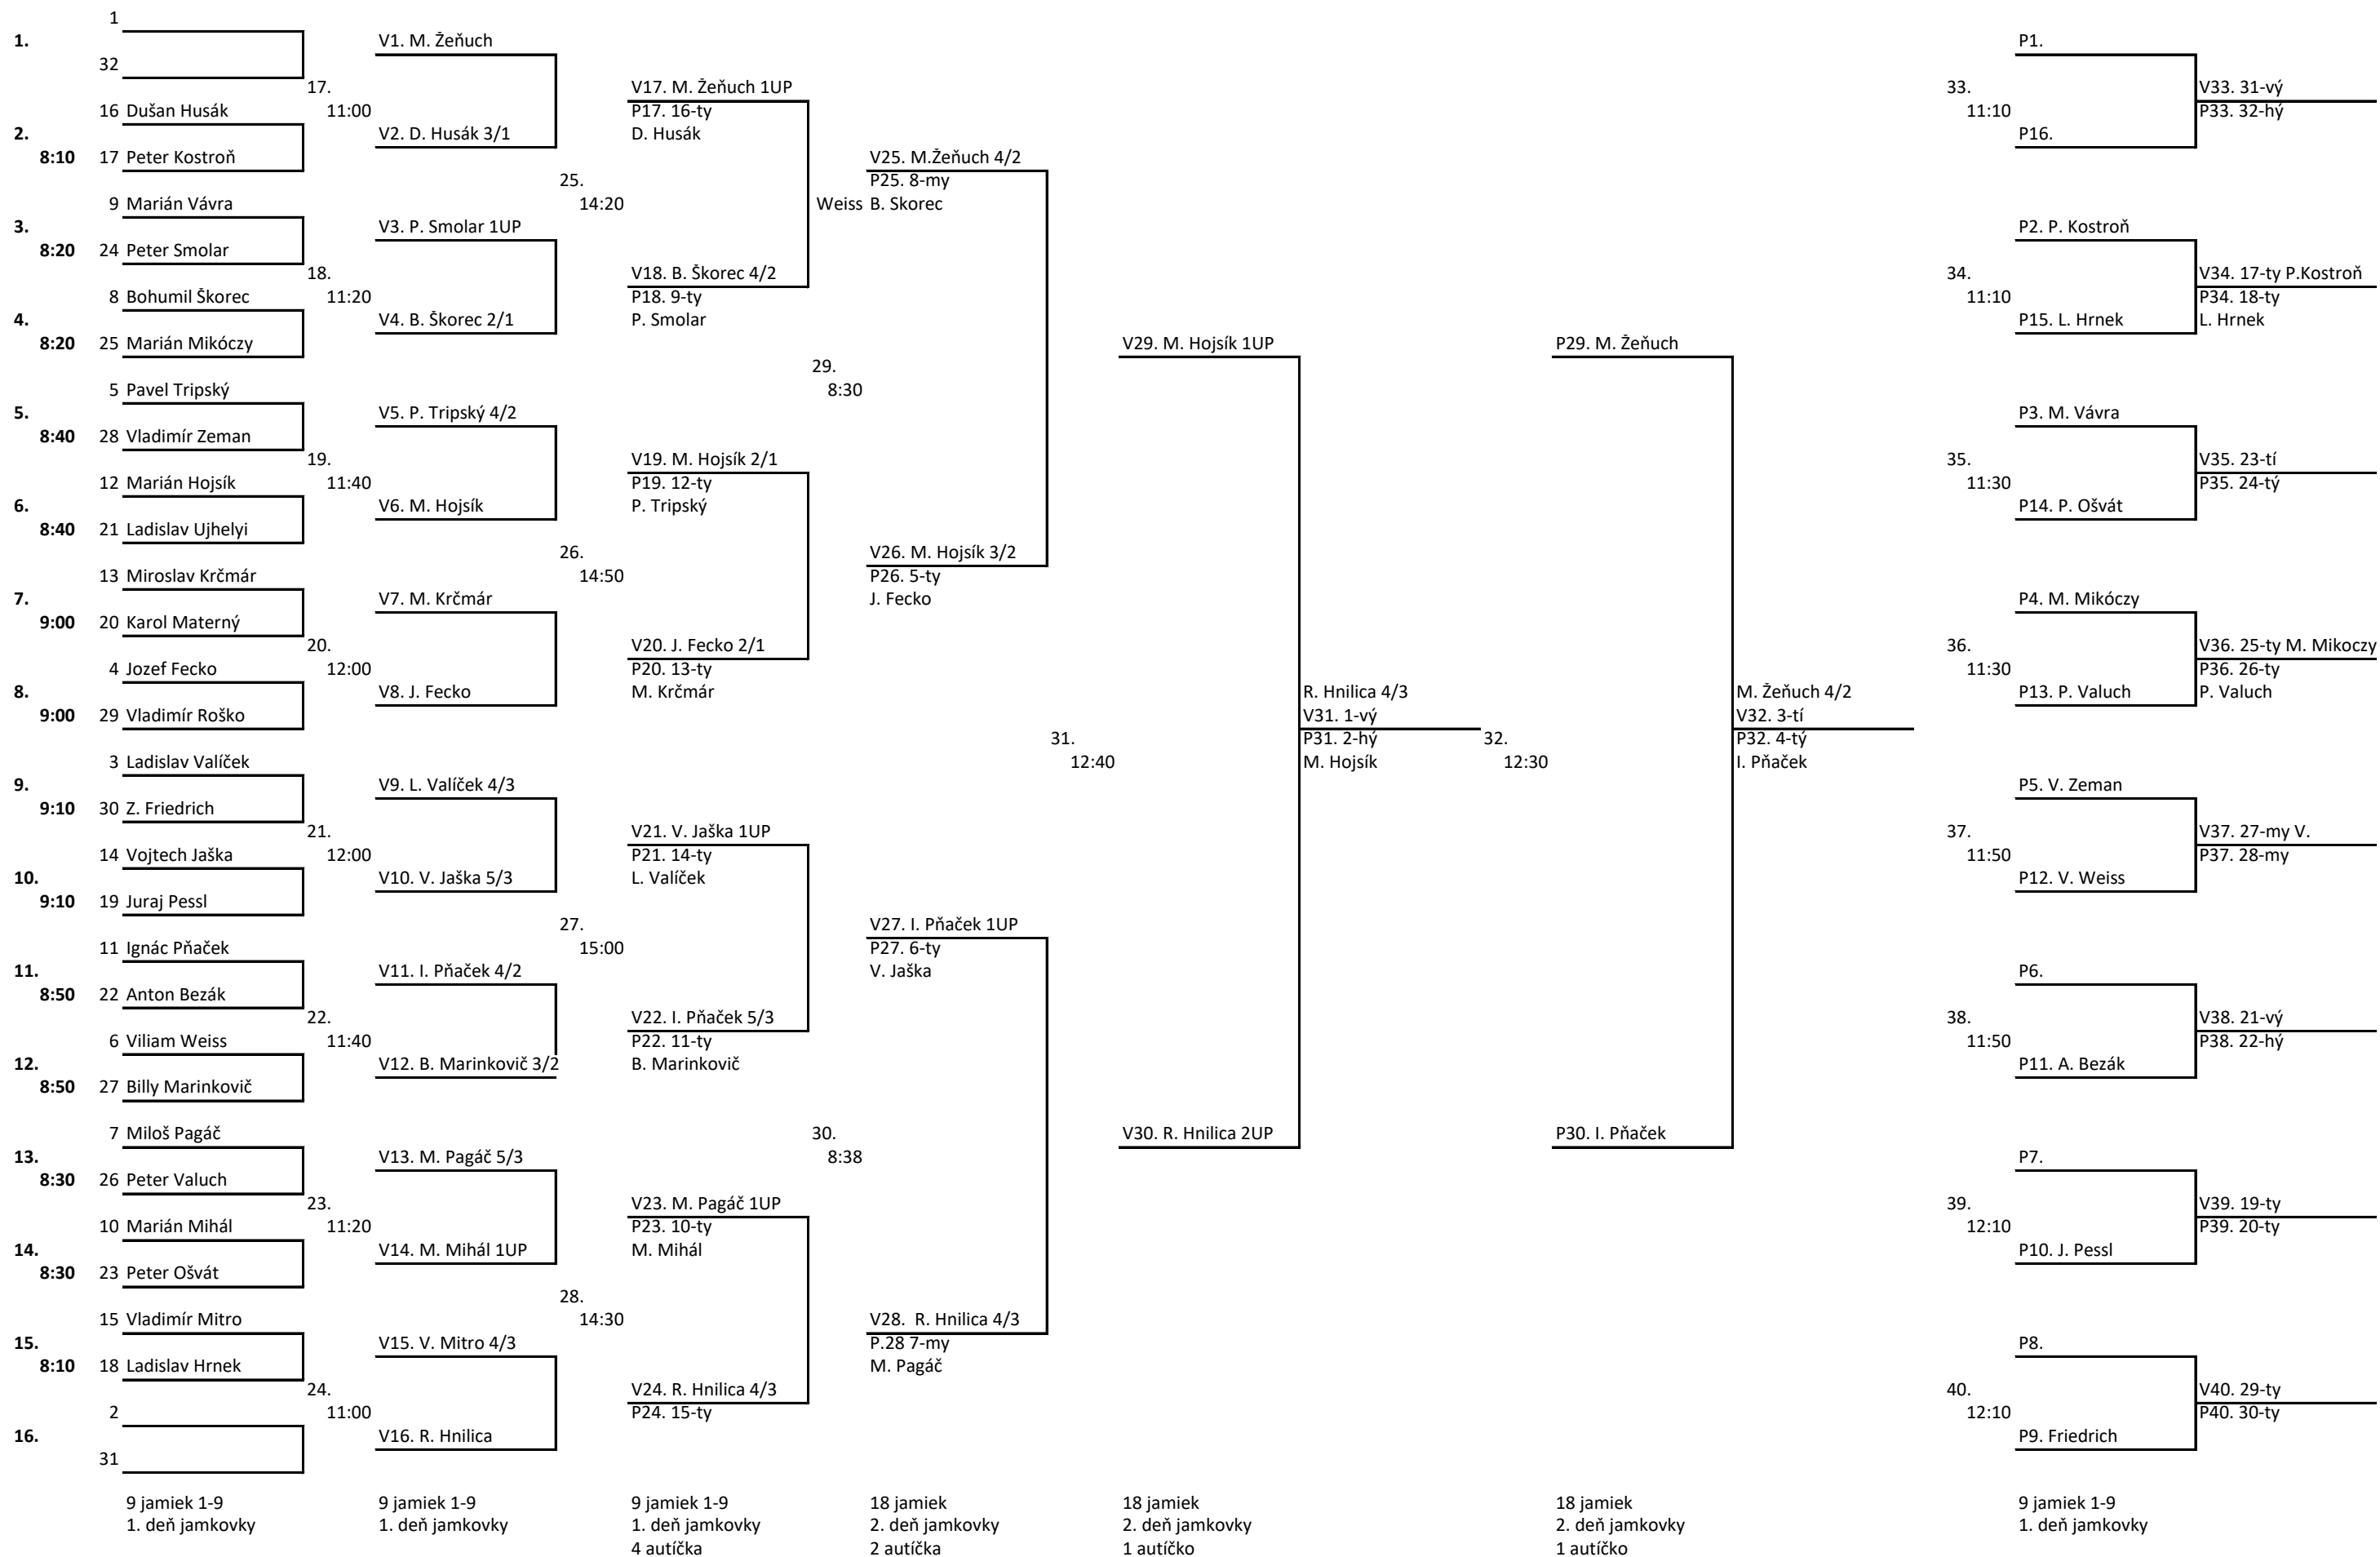 1
1.
32
16 Dušan Husák
2.
8:10 17 Peter Kostroň
9 Marián Vávra
3.
8:20 24 Peter Smolar
8 Bohumil Škorec
4.
8:20 25 Marián Mikóczy
5 Pavel Tripský
5.
8:40 28 Vladimír Zeman
12 Marián Hojsík
6.
8:40 21 Ladislav Ujhelyi
13 Miroslav Krčmár
7.
9:00 20 Karol Materný
4 Jozef Fecko
8.
9:00 29 Vladimír Roško
3 Ladislav Valíček
9.
9:10 30 Z. Friedrich
14 Vojtech Jaška
10.
9:10 19 Juraj Pessl
11 Ignác Pňaček
11.
8:50 22 Anton Bezák
6 Viliam Weiss
12.
8:50 27 Billy Marinkovič
7 Miloš Pagáč
13.
8:30 26 Peter Valuch
10 Marián Mihál
14.
8:30 23 Peter Ošvát
15 Vladimír Mitro
15.
8:10 18 Ladislav Hrnek
2
16.
31
9 jamiek 1-9
1. deň jamkovky
V1. M. Žeňuch
17.
11:00
V2. D. Husák 3/1
V3. P. Smolar 1UP
18.
11:20
V4. B. Škorec 2/1
V5. P. Tripský 4/2
19.
11:40
V6. M. Hojsík
V7. M. Krčmár
20.
12:00
V8. J. Fecko
V9. L. Valíček 4/3
21.
12:00
V10. V. Jaška 5/3
V11. I. Pňaček 4/2
22.
11:40
V12. B. Marinkovič 3/2
V13. M. Pagáč 5/3
23.
11:20
V14. M. Mihál 1UP
V15. V. Mitro 4/3
24.
11:00
V16. R. Hnilica
9 jamiek 1-9
1. deň jamkovky
V17. M. Žeňuch 1UP
P17. 16-ty
D. Husák
25.
14:20
V18. B. Škorec 4/2
P18. 9-ty
P. Smolar
V19. M. Hojsík 2/1
P19. 12-ty
P. Tripský
26.
14:50
V20. J. Fecko 2/1
P20. 13-ty
M. Krčmár
V21. V. Jaška 1UP
P21. 14-ty
L. Valíček
27.
15:00
V22. I. Pňaček 5/3
P22. 11-ty
B. Marinkovič
V23. M. Pagáč 1UP
P23. 10-ty
M. Mihál
28.
14:30
V24. R. Hnilica 4/3
P24. 15-ty
9 jamiek 1-9
1. deň jamkovky
4 autíčka
V25. M.Žeňuch 4/2
P25. 8-my
Weiss B. Skorec
29.
8:30
V26. M. Hojsík 3/2
P26. 5-ty
J. Fecko
V27. I. Pňaček 1UP
P27. 6-ty
V. Jaška
30.
8:38
V28. R. Hnilica 4/3
P.28 7-my
M. Pagáč
18 jamiek
2. deň jamkovky
2 autíčka
V29. M. Hojsík 1UP
31.
12:40
V30. R. Hnilica 2UP
18 jamiek
2. deň jamkovky
1 autíčko
R. Hnilica 4/3
V31. 1-vý
P31. 2-hý
M. Hojsík
P29. M. Žeňuch
32.
12:30
P30. I. Pňaček
18 jamiek
2. deň jamkovky
1 autíčko
M. Žeňuch 4/2
V32. 3-tí
P32. 4-tý
I. Pňaček
P1.
33.
11:10
P16.
V33. 31-vý
P33. 32-hý
P2. P. Kostroň
34.
11:10
P15. L. Hrnek
V34. 17-ty P.Kostroň
P34. 18-ty
L. Hrnek
P3. M. Vávra
35.
11:30
P14. P. Ošvát
V35. 23-tí
P35. 24-tý
P4. M. Mikóczy
36.
11:30
P13. P. Valuch
V36. 25-ty M. Mikoczy
P36. 26-ty
P. Valuch
P5. V. Zeman
37.
11:50
P12. V. Weiss
V37. 27-my V.
P37. 28-my
P6.
38.
11:50
P11. A. Bezák
V38. 21-vý
P38. 22-hý
P7.
39.
12:10
P10. J. Pessl
V39. 19-ty
P39. 20-ty
P8.
40.
12:10
P9. Friedrich
V40. 29-ty
P40. 30-ty
9 jamiek 1-9
1. deň jamkovky